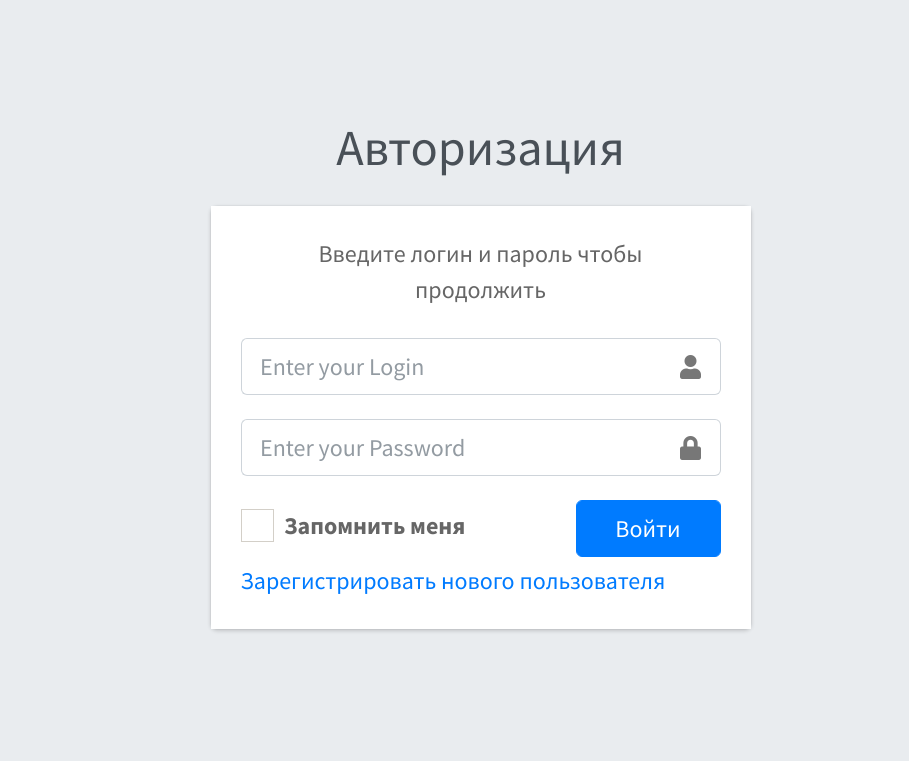 Авторизация
Введите логин и пароль чтобы
продолжить
Enter your Login
Enter your Password
Запомнить меня
Войти
Зарегистрировать нового пользователя